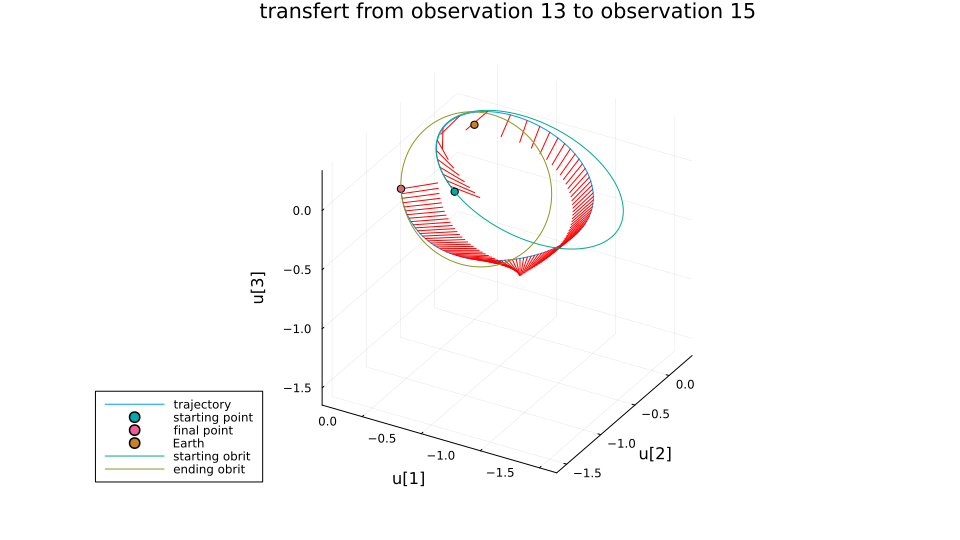 transfert from observation 13 to observation 15
0.0
−0.5
−1.0
−1.5
u[3]
0.0
−0.5
−1.0
−1.5
u[1]
0.0
−0.5
−1.0
−1.5
u[2]
trajectory
starting point
final point
Earth
starting obrit
ending obrit